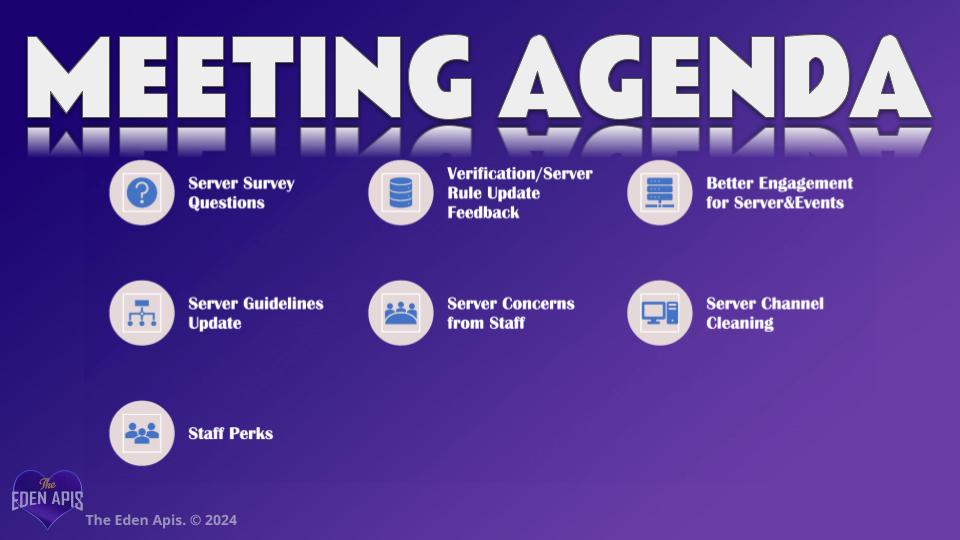 MEETING AGENDA
Server Survey
Questions
Verification/Server
Rule Update
Feedback
Better Engagement
for Server&Events
Server Guidelines
Update
Server Concerns
from Staff
Server Channel
Cleaning
Staff Perks
The
EDEN APIS
The Eden Apis. © 2024